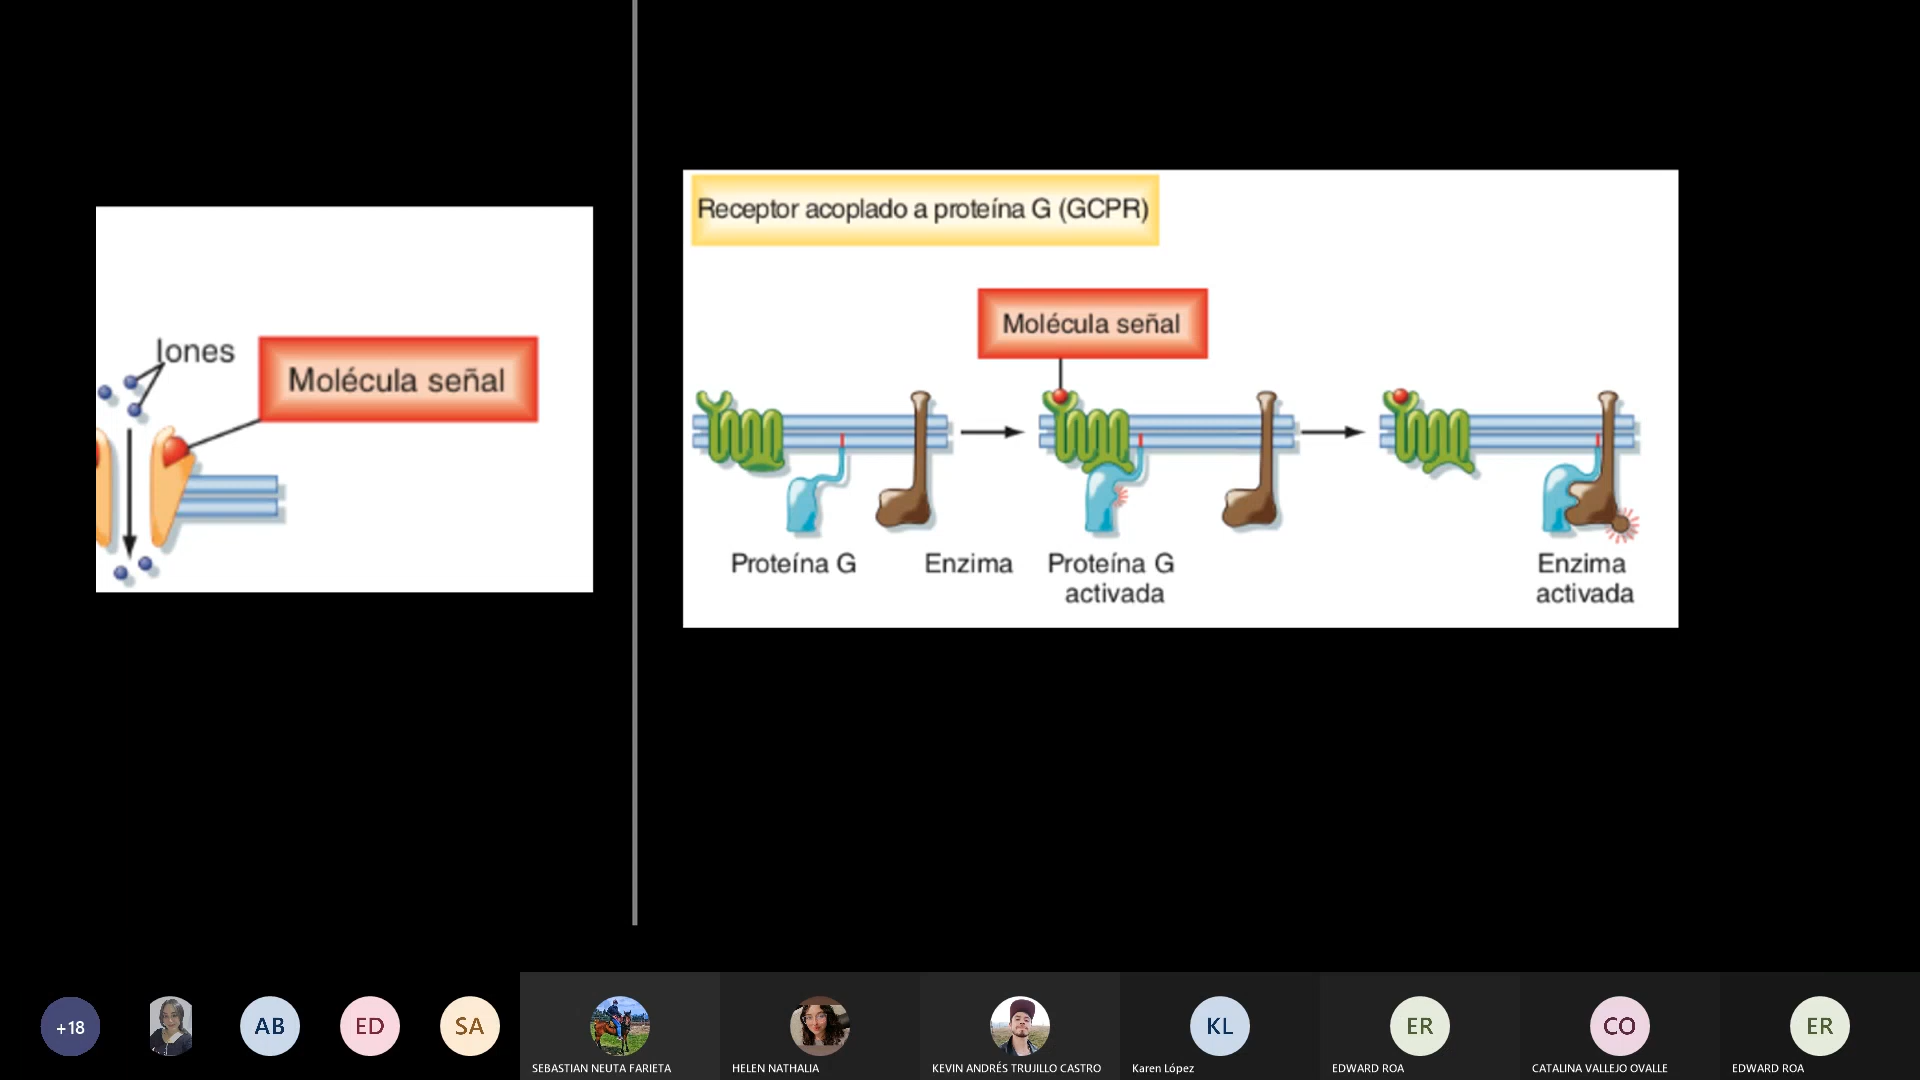 Iones
Molécula señal
Receptor acoplado a proteína G (GCPR)
Molécula señal
Proteína G
Enzima
Proteína G
activada
Enzima
activada
+18
AB
ED
SA
SEBASTIAN NEUTA FARIETA
HELEN NATHALIA
KEVIN ANDRÉS TRUJILLO CASTRO
KL
Karen López
ER
EDWARD ROA
CO
CATALINA VALLEJO OVALLE
ER
EDWARD ROA